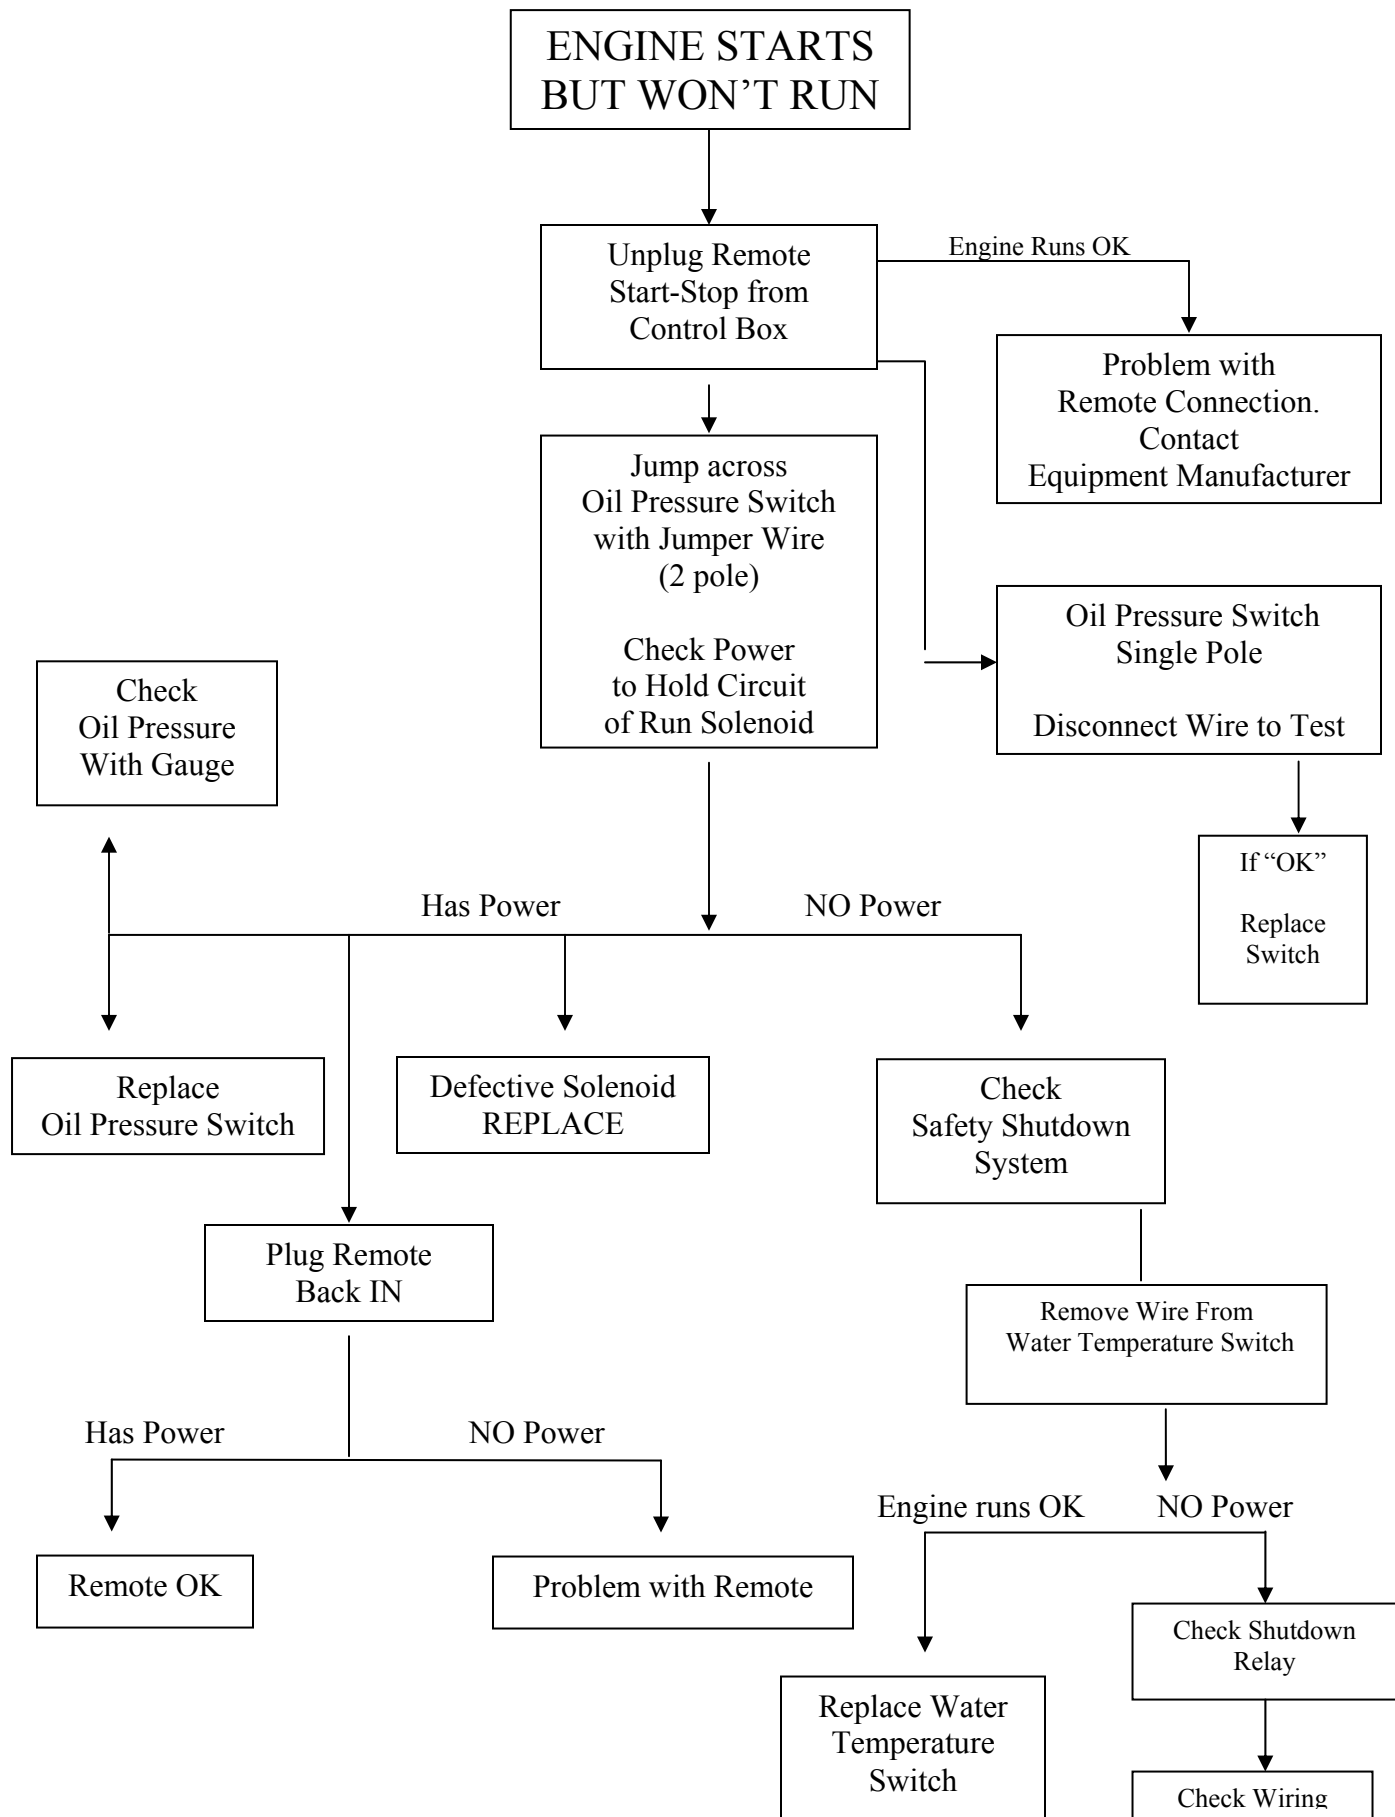 ENGINE STARTS
BUT WON’T RUN
Unplug Remote
Start-Stop from
Control Box
Engine Runs OK
Problem with
Remote Connection.
Contact
Equipment Manufacturer
Jump across
Oil Pressure Switch
with Jumper Wire
(2 pole)
Check Power
to Hold Circuit
of Run Solenoid
Oil Pressure Switch
Single Pole
Disconnect Wire to Test
If “OK”
Replace
Switch
Check
Oil Pressure
With Gauge
Has Power
NO Power
Replace
Oil Pressure Switch
Defective Solenoid
REPLACE
Check
Safety Shutdown
System
Plug Remote
Back IN
Remove Wire From
Water Temperature Switch
Has Power
NO Power
Engine runs OK
NO Power
Remote OK
Problem with Remote
Check Shutdown
Relay
Replace Water
Temperature
Switch
Check Wiring